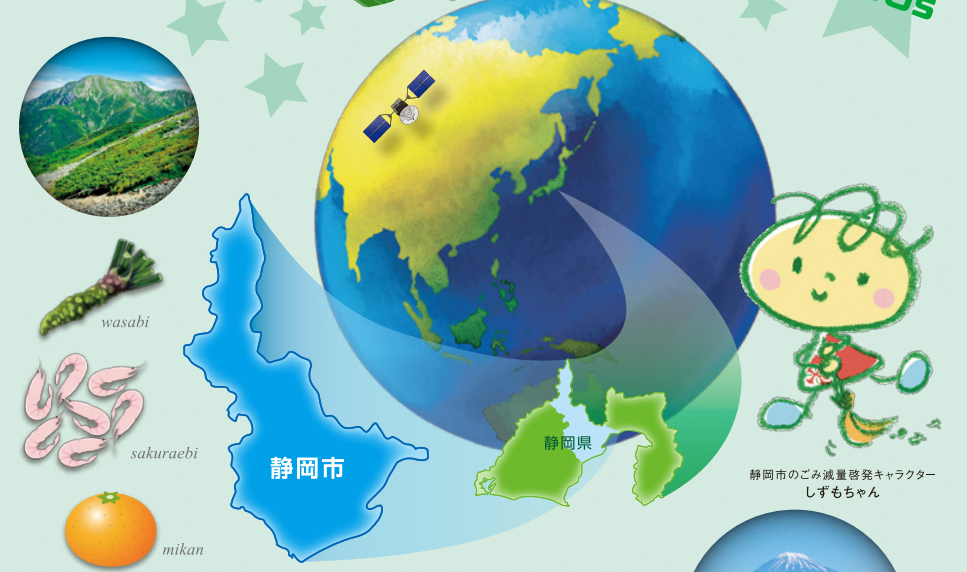 wasabi
sakuraebi
mikan
静岡市
静岡県
静岡市のごみ減量啓発キャラクター
しずもちゃん